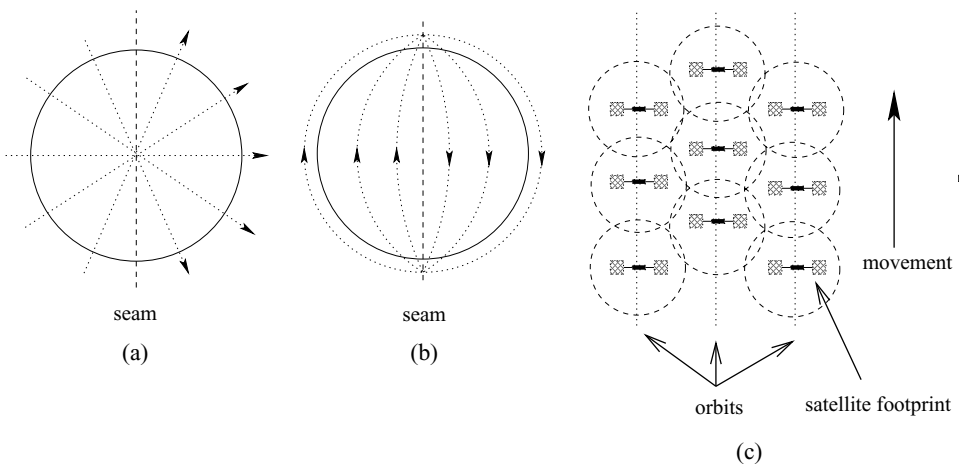 seam
(a)
seam
(b)
movement
orbits
satellite footprint
(c)